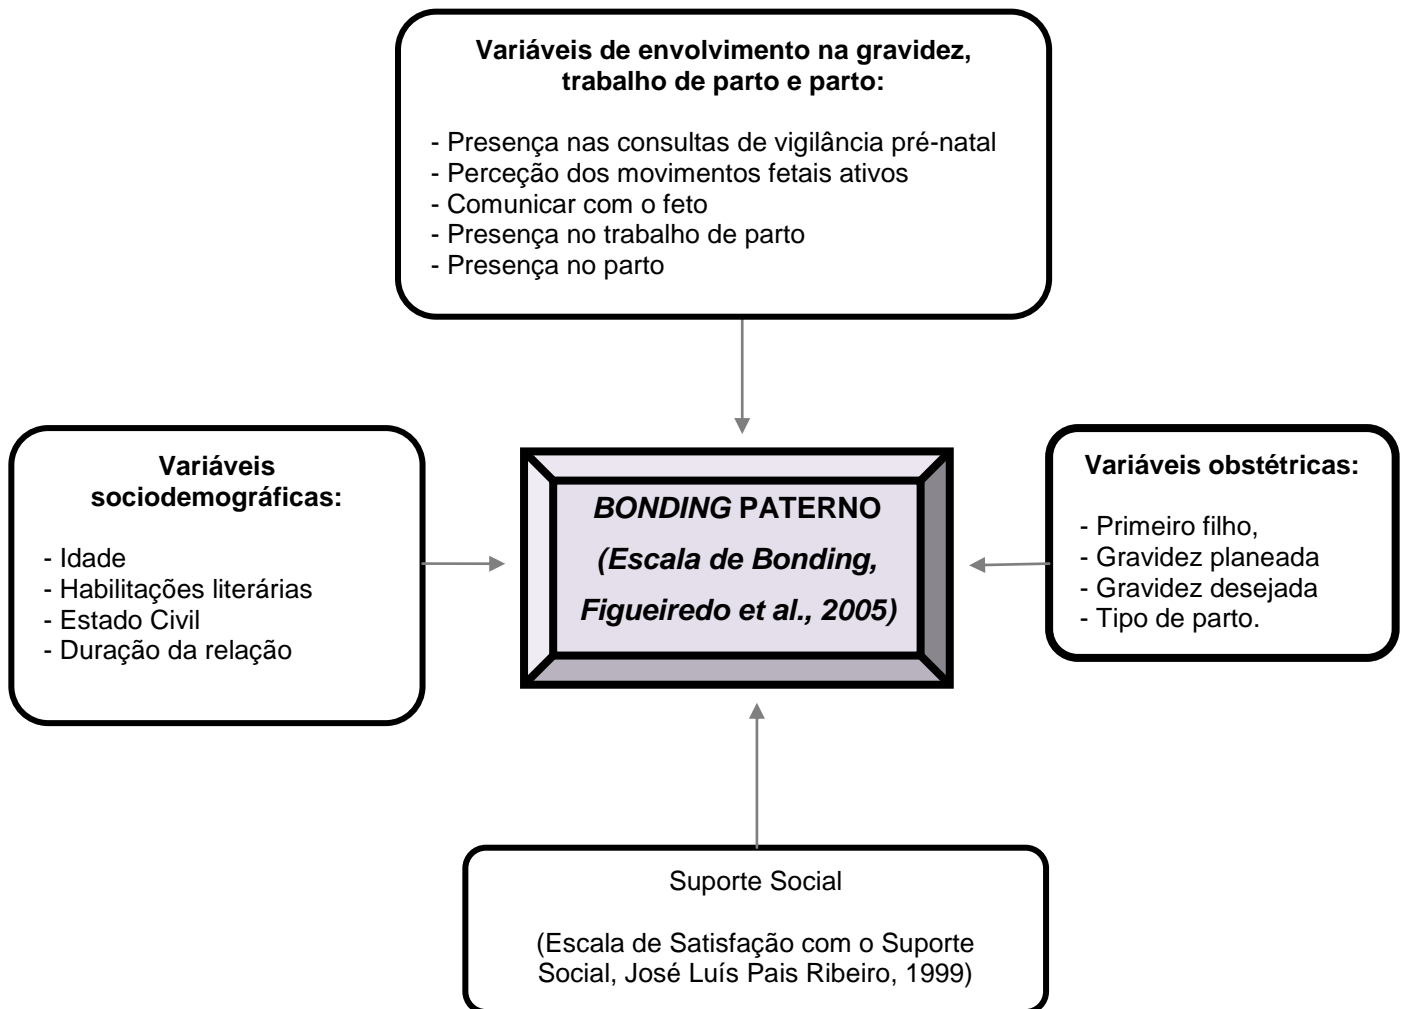 Variáveis de envolvimento na gravidez,
trabalho de parto e parto:
- Presença nas consultas de vigilância pré-natal
- Perceção dos movimentos fetais ativos
- Comunicar com o feto
- Presença no trabalho de parto
- Presença no parto
Variáveis
sociodemográficas:
- Idade
- Habilitações literárias
- Estado Civil
- Duração da relação
BONDING PATERNO
(Escala de Bonding,
Figueiredo et al., 2005)
Variáveis obstétricas:
- Primeiro filho,
- Gravidez planeada
- Gravidez desejada
- Tipo de parto.
Suporte Social
(Escala de Satisfação com o Suporte
Social, José Luís Pais Ribeiro, 1999)